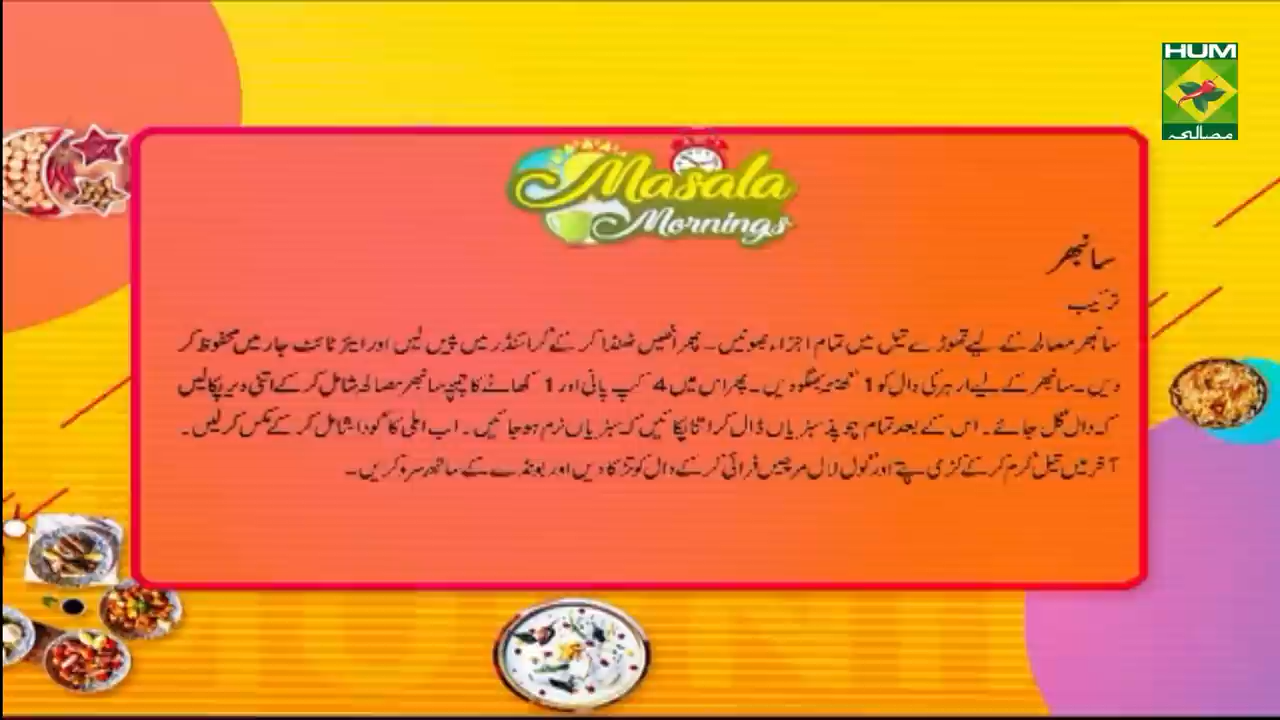 HUM
مصالحہ
Masala
Mornings
سانبھر
ترکیب
سانبھر مصالحہ کے لیے تھوڑے تیل میں تمام اجزاء بھونیں۔ پھر انھیں ٹھنڈا کر کے گرائنڈر میں پیس لیں اور ایئر ٹائٹ جار میں محفوظ کر
دیں۔ سانبھر کے لیے ارہر کی دال کو 1 گھنٹہ بھگو دیں۔ پھر اس میں 4 کپ پانی اور 1 کھانے کا چمچہ سانبھر مصالحہ شامل کر کے اتنی دیر پکالیں
کہ دال گل جائے۔ اس کے بعد تمام چوپڈ سبزیاں ڈال کر اتنا پکائیں کہ سبزیاں نرم ہو جائیں۔ اب املی کا گودا شامل کر کے مکس کر لیں۔
آخر میں تیل گرم کر کے کڑی پتے اور گول لال مرچیں فرائی کر کے دال کو تڑکا دیں اور بونڈے کے ساتھ سرو کریں۔